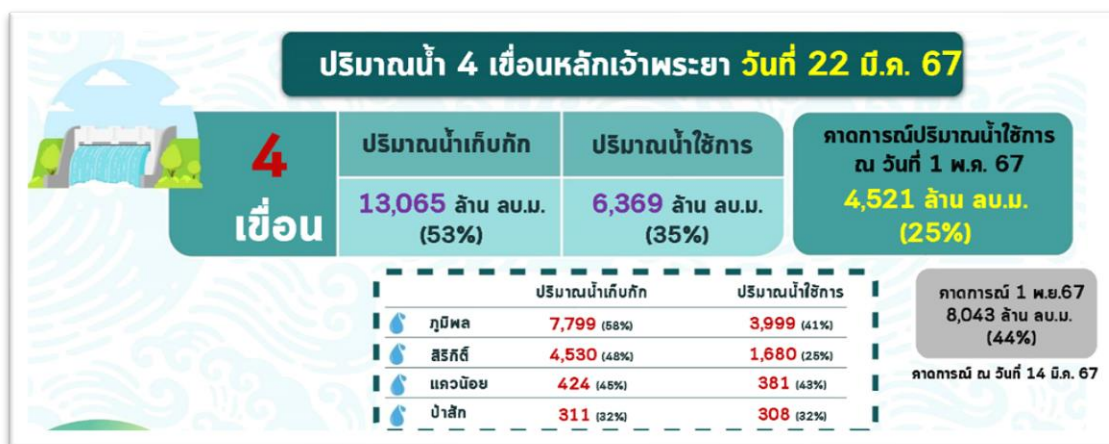 ปริมาณน้ำ 4 เขื่อนหลักเจ้าพระยา วันที่ 22 มี.ค. 67
4
เขื่อน
ปริมาณน้ำเก็บกัก
ปริมาณน้ำใช้การ
13,065 ล้าน ลบ.ม.
(53%)
6,369 ล้าน ลบ.ม.
(35%)
คาดการณ์ปริมาณน้ำใช้การ
ณ วันที่ 1 พ.ค. 67
4,521 ล้าน ลบ.ม.
(25%)
ปริมาณน้ำเก็บกัก ปริมาณน้ำใช้การ
ภูมิพล 7,799 (58%) 3,999 (41%)
สิริกิติ์ 4,530 (48%) 1,680 (25%)
แควน้อย 424 (45%) 381 (43%)
ป่าสัก 311 (32%) 308 (32%)
คาดการณ์ 1 พ.ย.67
8,043 ล้าน ลบ.ม.
(44%)
คาดการณ์ ณ วันที่ 14 มี.ค. 67